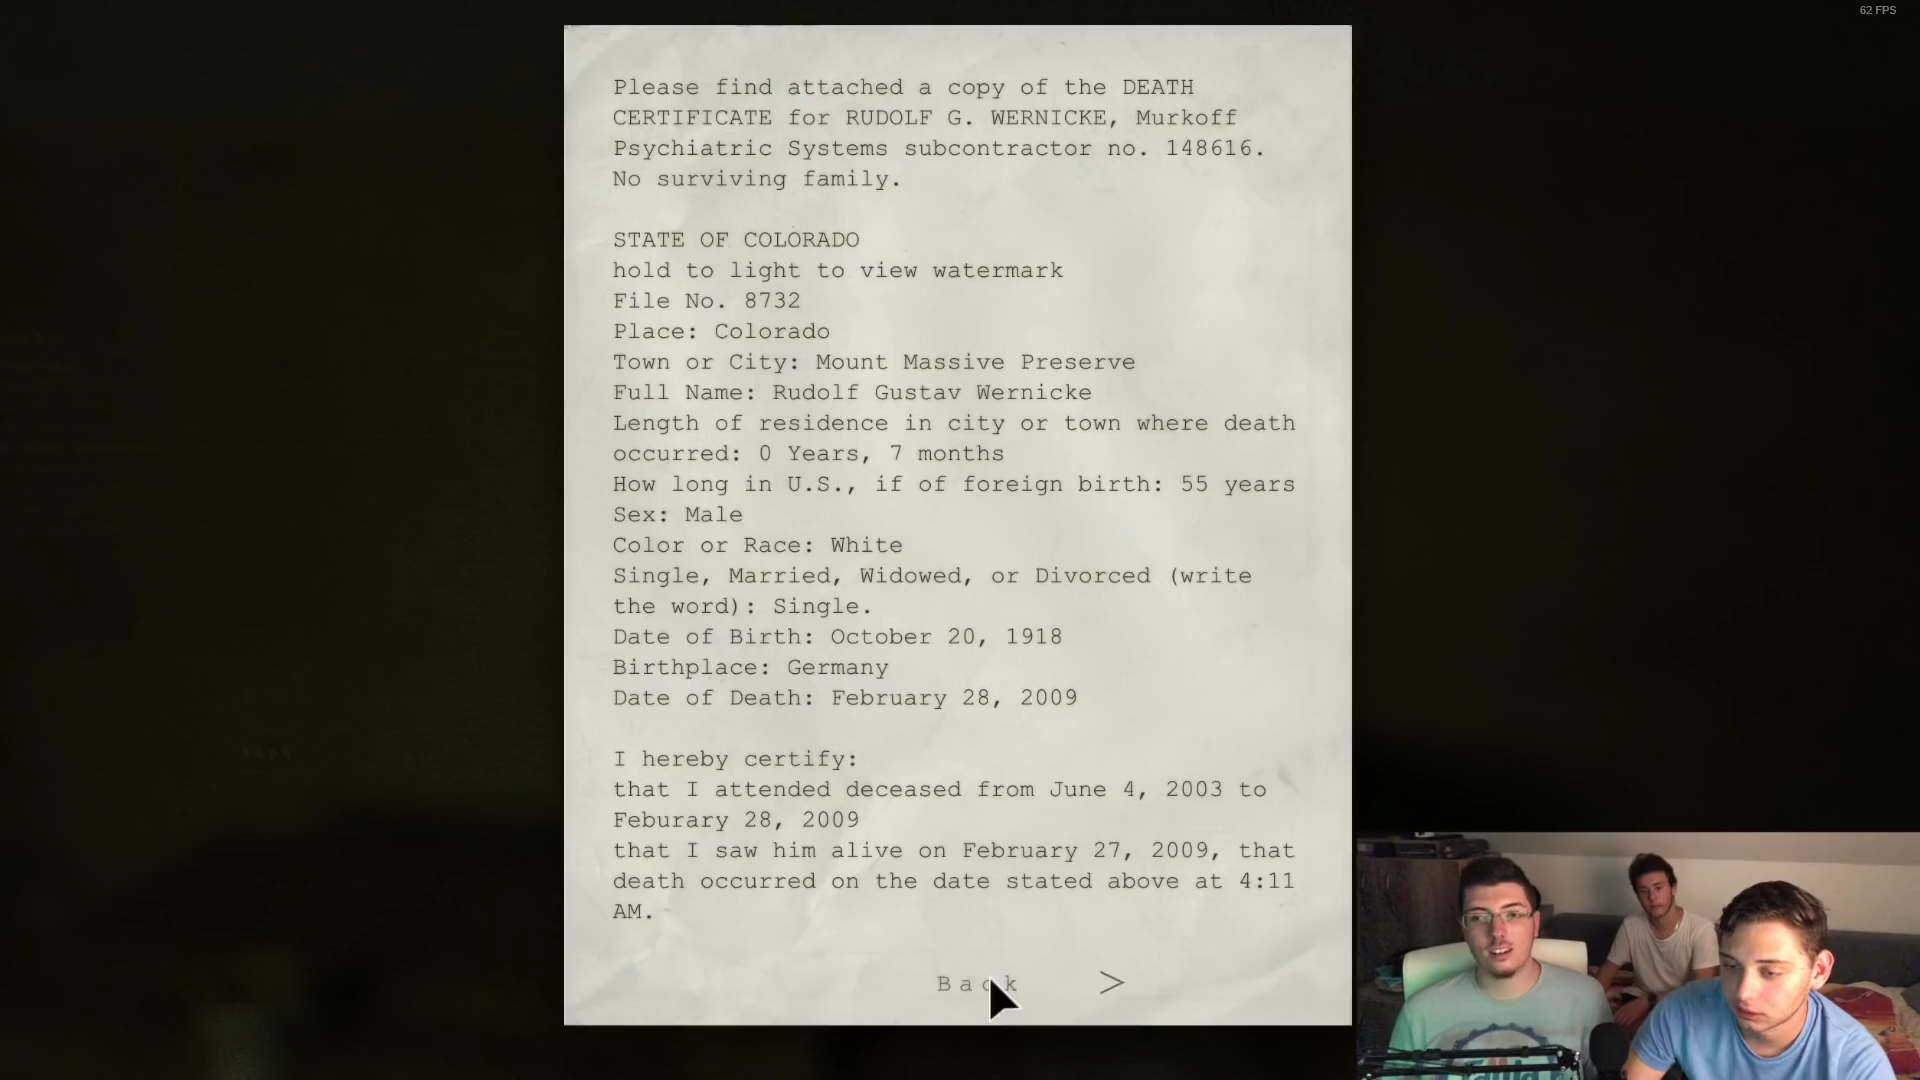 62 FPS
Please find attached a copy of the DEATH
CERTIFICATE for RUDOLF G. WERNICKE, Murkoff
Psychiatric Systems subcontractor no. 148616.
No surviving family.
STATE OF COLORADO
hold to light to view watermark
File No. 8732
Place: Colorado
Town or City: Mount Massive Preserve
Full Name: Rudolf Gustav Wernicke
Length of residence in city or town where death
occurred: 0 Years, 7 months
How long in U.S., if of foreign birth: 55 years
Sex: Male
Color or Race: White
Single, Married, Widowed, or Divorced (write
the word): Single.
Date of Birth: October 20, 1918
Birthplace: Germany
Date of Death: February 28, 2009
I hereby certify:
that I attended deceased from June 4, 2003 to
Feburary 28, 2009
that I saw him alive on February 27, 2009, that
death occurred on the date stated above at 4:11
AM.
Back >